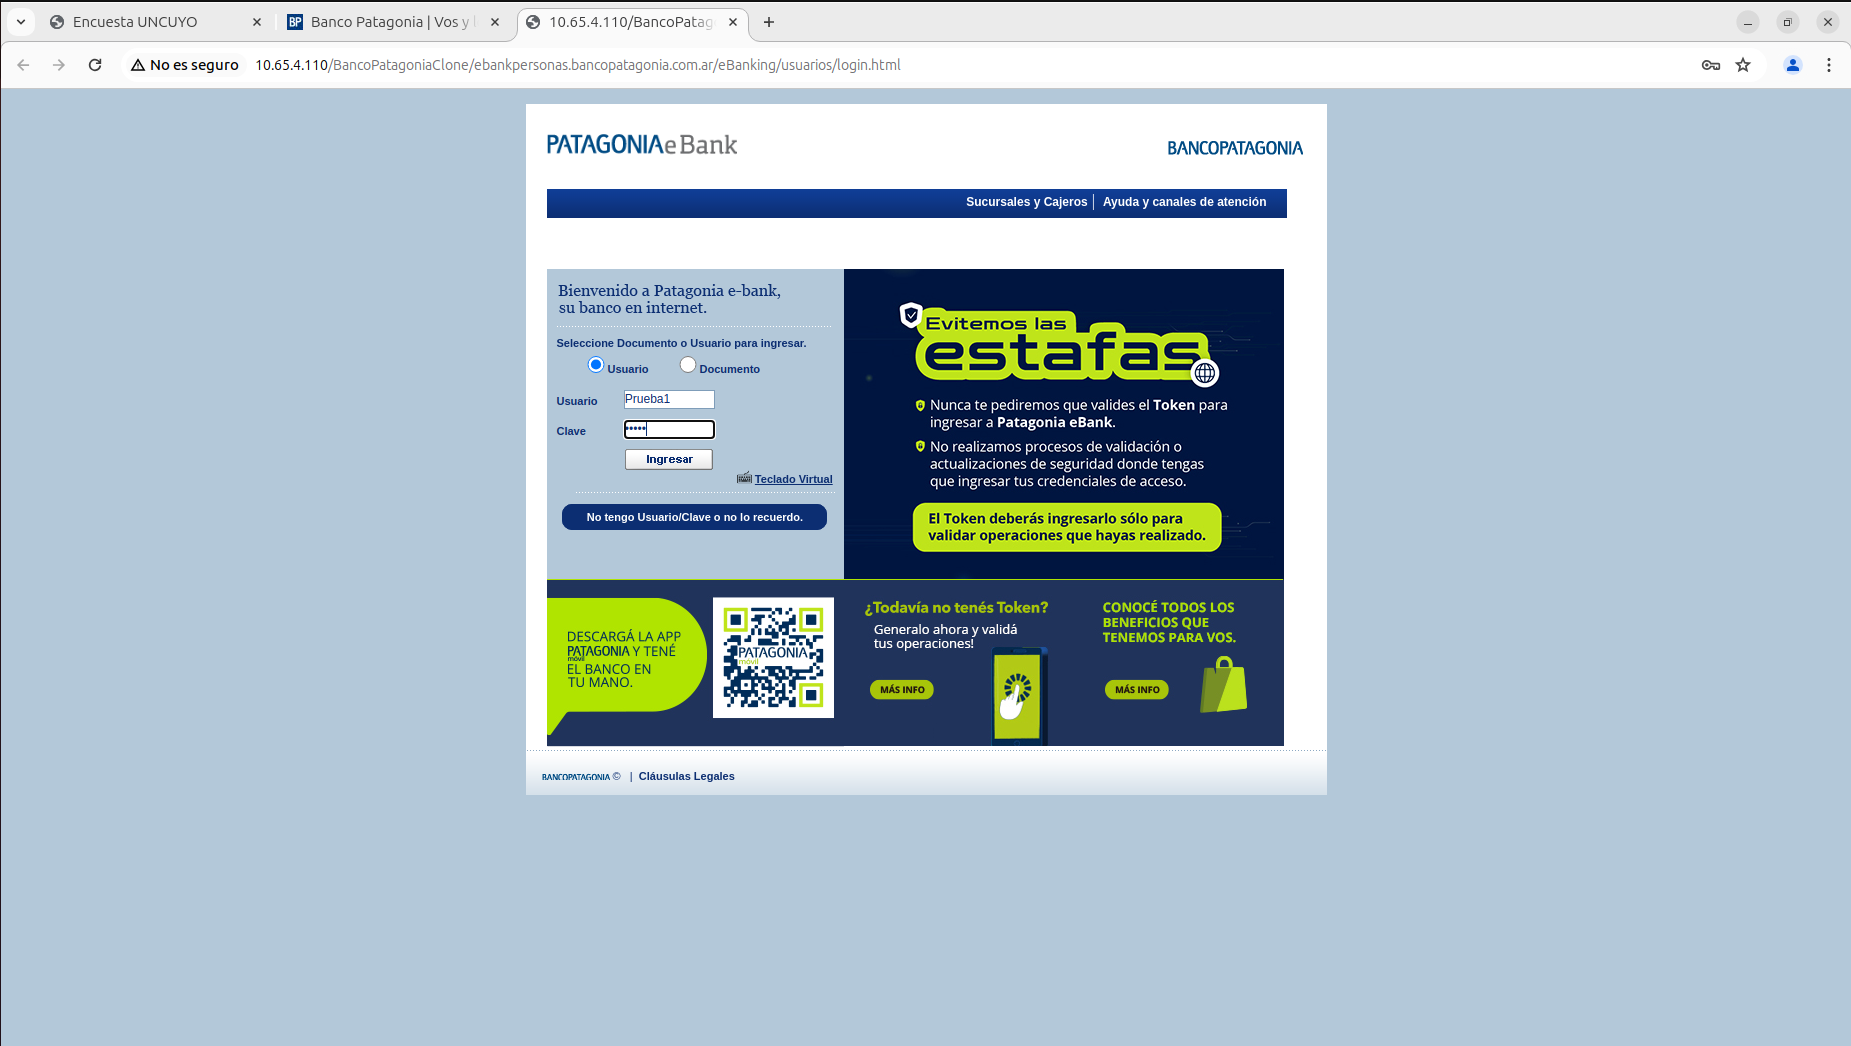 Encuesta UNCUYO
BP Banco Patagonia | Vos y
10.65.4.110/BancoPatag
No es seguro
10.65.4.110/BancoPatagoniaClone/ebankpersonas.bancopatagonia.com.ar/eBanking/usuarios/login.html
PATAGONIAe Bank
BANCOPATAGONIA
Sucursales y Cajeros
Ayuda y canales de atención
Bienvenido a Patagonia e-bank,
su banco en internet.
Seleccione Documento o Usuario para ingresar.
Usuario
Documento
Usuario
Prueba1
Clave
•••••
Ingresar
Teclado Virtual
No tengo Usuario/Clave o no lo recuerdo.
Evitemos las
estafas
Nunca te pediremos que valides el Token para
ingresar a Patagonia eBank.
No realizamos procesos de validación o
actualizaciones de seguridad donde tengas
que ingresar tus credenciales de acceso.
El Token deberás ingresarlo sólo para
validar operaciones que hayas realizado.
DESCARGÁ LA APP
PATAGONIA Y TENÉ
móvil
EL BANCO EN
TU MANO.
PATAGONIA
móvil
¿Todavía no tenés Token?
Generalo ahora y validá
tus operaciones!
MÁS INFO
CONOCÉ TODOS LOS
BENEFICIOS QUE
TENEMOS PARA VOS.
MÁS INFO
BANCOPATAGONIA © | Cláusulas Legales